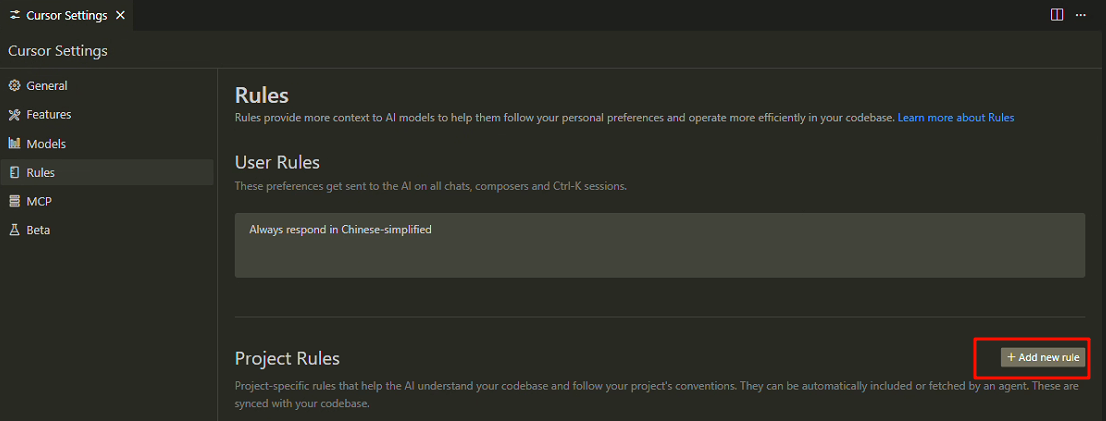 Cursor Settings
Cursor Settings
General
Features
Models
Rules
MCP
Beta
Rules
Rules provide more context to AI models to help them follow your personal preferences and operate more efficiently in your codebase. Learn more about Rules
User Rules
These preferences get sent to the AI on all chats, composers and Ctrl-K sessions.
Always respond in Chinese-simplified
Project Rules
+ Add new rule
Project-specific rules that help the AI understand your codebase and follow your project's conventions. They can be automatically included or fetched by an agent. These are
synced with your codebase.